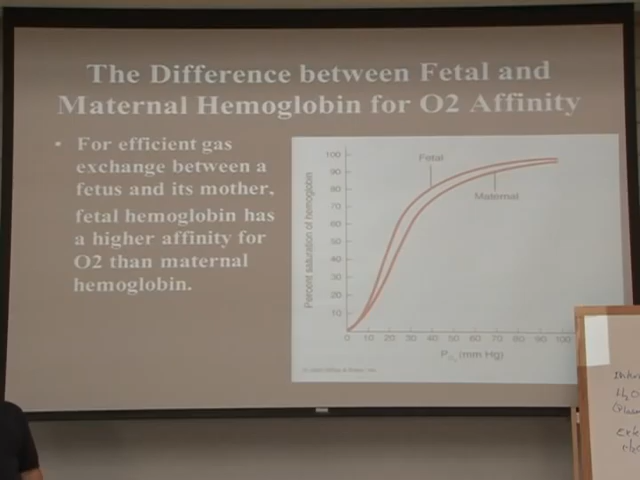 The Difference between Fetal and
Maternal Hemoglobin for O2 Affinity
• For efficient gas
exchange between a
fetus and its mother,
fetal hemoglobin has
a higher affinity for
O2 than maternal
hemoglobin.
Percent saturation of hemoglobin
100
90
80
70
60
50
40
30
20
10
Fetal
Maternal
0 10 20 30 40 50 60 70 80 90 100
(mm Hg)
H2O